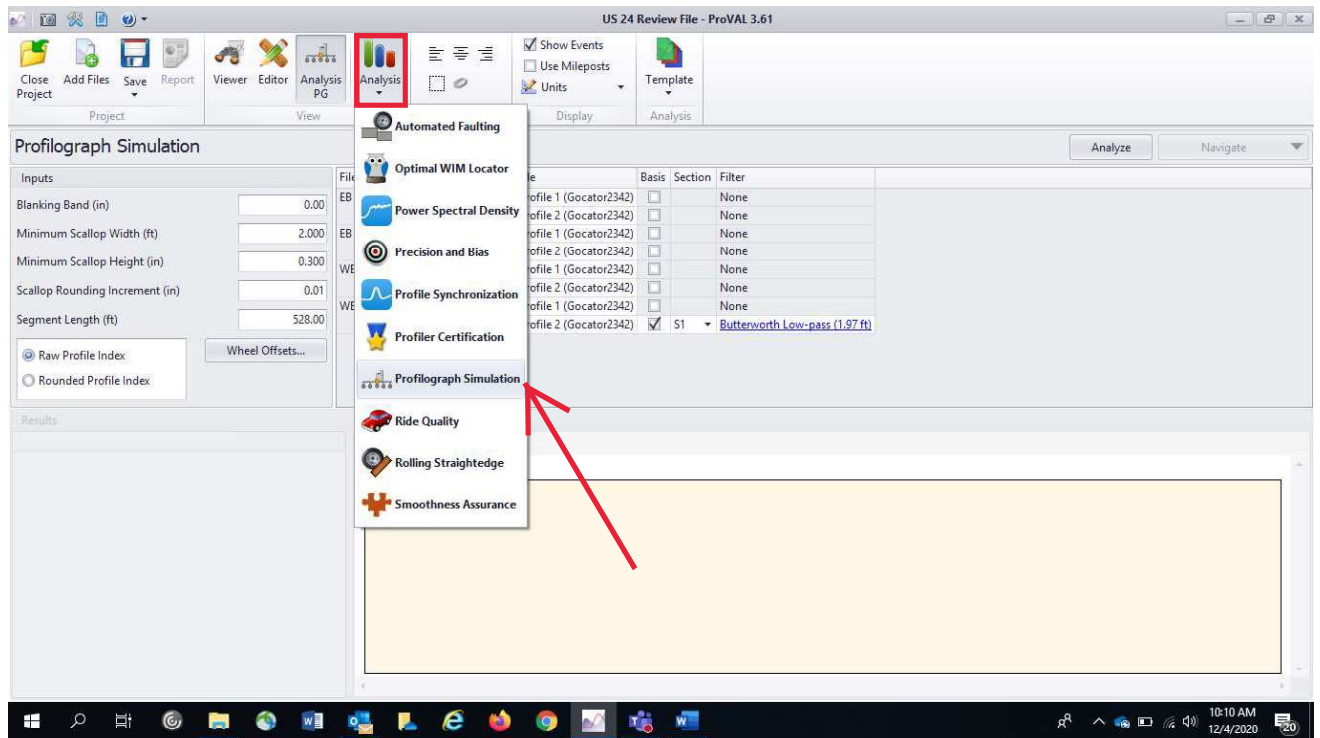 US 24 Review File - ProVAL 3.61
Close Project
Add Files
Save
Report
Viewer
Editor
Analysis PG
Analysis
Show Events
Use Mileposts
Units
Template
Project
View
Display
Analysis
Profilograph Simulation
Analyze
Navigate
Inputs
Blanking Band (in) 0.00
Minimum Scallop Width (ft) 2.000
Minimum Scallop Height (in) 0.300
Scallop Rounding Increment (in) 0.01
Segment Length (ft) 528.00
Raw Profile Index
Rounded Profile Index
Wheel Offsets...
Results
Automated Faulting
Optimal WIM Locator
Power Spectral Density
Precision and Bias
Profile Synchronization
Profiler Certification
Profilograph Simulation
Ride Quality
Rolling Straightedge
Smoothness Assurance
File le Basis Section Filter
EB ofile 1 (Gocator2342) None
ofile 2 (Gocator2342) None
EB ofile 1 (Gocator2342) None
ofile 2 (Gocator2342) None
WE ofile 1 (Gocator2342) None
ofile 2 (Gocator2342) None
WE ofile 1 (Gocator2342) None
ofile 2 (Gocator2342) S1 Butterworth Low-pass (1.97 ft)
10:10 AM
12/4/2020
20